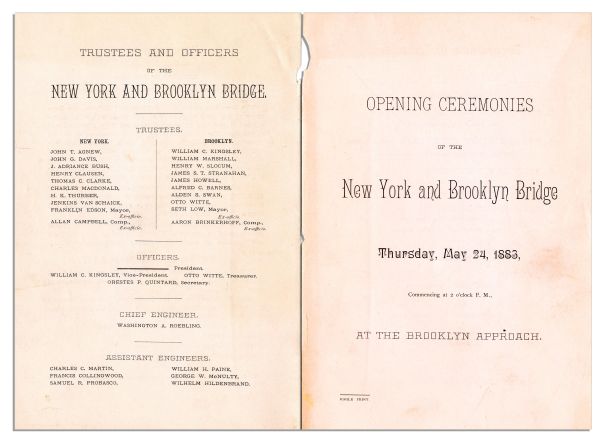 TRUSTEES AND OFFICERS
OF THE
NEW YORK AND BROOKLYN BRIDGE.
TRUSTEES.
NEW YORK.
JOHN T. AGNEW,
JOHN G. DAVIS,
J. ADRIANCE BUSH,
HENRY CLAUSEN,
THOMAS C. CLARKE,
CHARLES MACDONALD,
H. K. THURBER,
JENKINS VAN SCHAICK,
FRANKLIN EDSON, Mayor,
Ex-officio.
ALLAN CAMPBELL, Comp.,
Ex-officio.
BROOKLYN.
WILLIAM C. KINGSLEY,
WILLIAM MARSHALL,
HENRY W. SLOCUM,
JAMES S. T. STRANAHAN,
JAMES HOWELL,
ALFRED C. BARNES,
ALDEN S. SWAN,
OTTO WITTE,
SETH LOW, Mayor,
Ex-officio.
AARON BRINKERHOFF, Comp.,
Ex-officio.
OFFICERS.
President.
WILLIAM C. KINGSLEY, Vice-President. OTTO WITTE, Treasurer.
ORESTES P. QUINTARD, Secretary.
CHIEF ENGINEER.
WASHINGTON A. ROEBLING.
ASSISTANT ENGINEERS.
CHARLES C. MARTIN, WILLIAM H. PAINE,
FRANCIS COLLINGWOOD, GEORGE W. McNULTY,
SAMUEL R. PROBASCO, WILHELM HILDENBRAND.
OPENING CEREMONIES
OF THE
New York and Brooklyn Bridge
Thursday, May 24, 1883,
Commencing at 2 o'clock P. M.,
AT THE BROOKLYN APPROACH.
EAGLE PRINT.